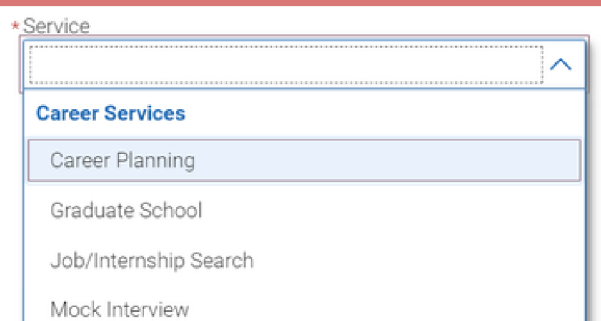 *Service
Career Services
Career Planning
Graduate School
Job/Internship Search
Mock Interview